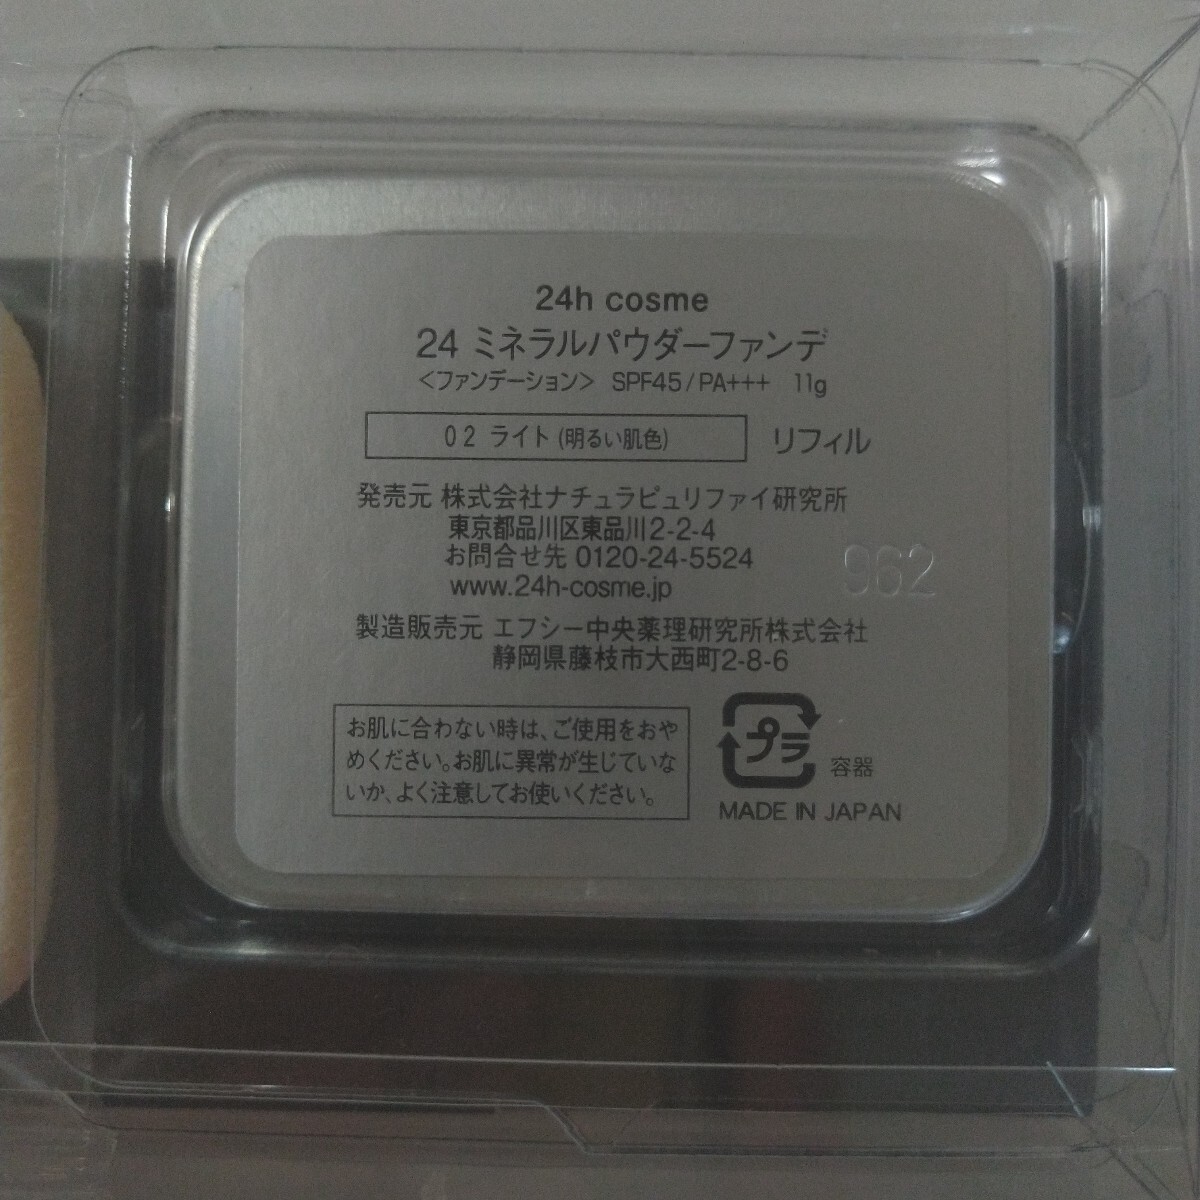 24h cosme
24 ミネラルパウダーファンデ
<ファンデーション> SPF45/PA+++ 11g
02 ライト (明るい肌色) リフィル
発売元 株式会社ナチュラピュリファイ研究所
東京都品川区東品川2-2-4
お問合せ先 0120-24-5524
www.24h-cosme.jp
962
製造販売元 エフシー中央薬理研究所株式会社
静岡県藤枝市大西町2-8-6
お肌に合わない時は、ご使用をおや
めください。お肌に異常が生じていな
いか、よく注意してお使いください。
プラ
容器
MADE IN JAPAN